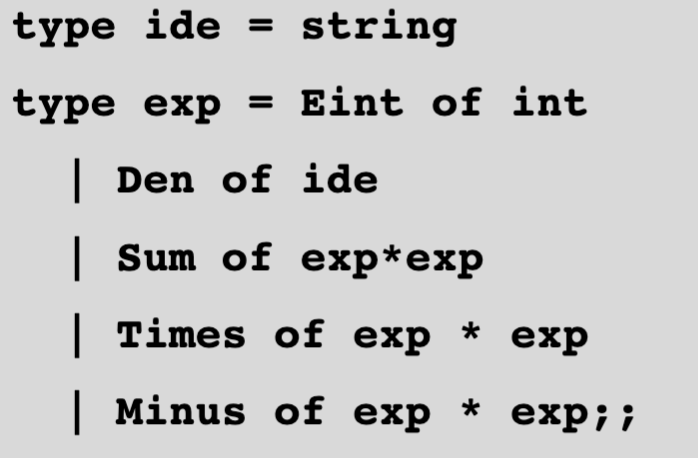 type ide = string
type exp = Eint of int
| Den of ide
| Sum of exp*exp
| Times of exp * exp
| Minus of exp * exp;;